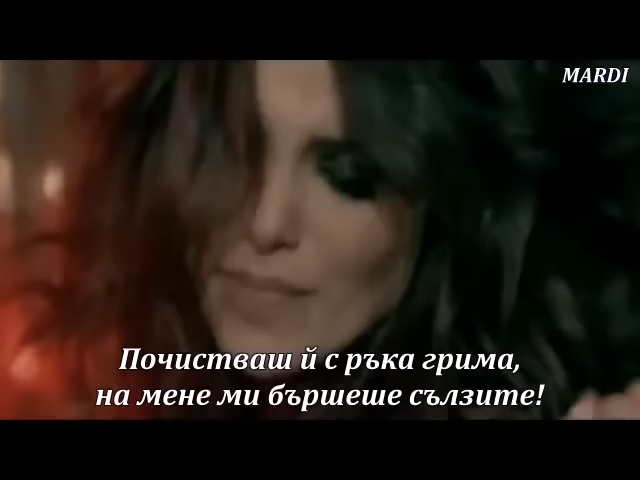 MARDI
Почистваш й с ръка грима,
на мене ми бършеше сълзите!